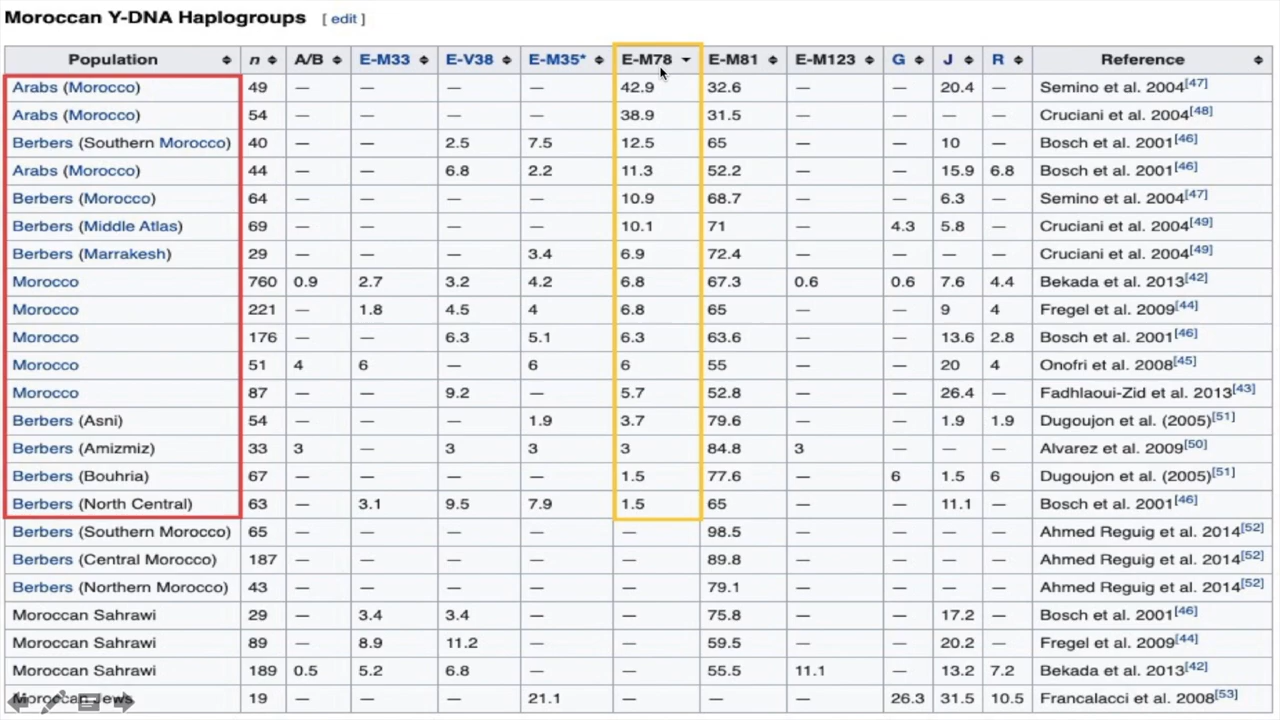 Moroccan Y-DNA Haplogroups [ edit ]
Population n A/B E-M33 E-V38 E-M35* E-M78 E-M81 E-M123 G J R Reference
Arabs (Morocco) 49 — — — — 42.9 32.6 — — 20.4 — Semino et al. 2004[47]
Arabs (Morocco) 54 — — — — 38.9 31.5 — — — — Cruciani et al. 2004[48]
Berbers (Southern Morocco) 40 — — 2.5 7.5 12.5 65 — — 10 — Bosch et al. 2001[46]
Arabs (Morocco) 44 — — 6.8 2.2 11.3 52.2 — — 15.9 6.8 Bosch et al. 2001[46]
Berbers (Morocco) 64 — — — — 10.9 68.7 — — 6.3 — Semino et al. 2004[47]
Berbers (Middle Atlas) 69 — — — — 10.1 71 — 4.3 5.8 — Cruciani et al. 2004[49]
Berbers (Marrakesh) 29 — — — 3.4 6.9 72.4 — — — — Cruciani et al. 2004[49]
Morocco 760 0.9 2.7 3.2 4.2 6.8 67.3 0.6 0.6 7.6 4.4 Bekada et al. 2013[42]
Morocco 221 — 1.8 4.5 4 6.8 65 — — 9 4 Fregel et al. 2009[44]
Morocco 176 — — 6.3 5.1 6.3 63.6 — — 13.6 2.8 Bosch et al. 2001[46]
Morocco 51 4 6 — 6 6 55 — — 20 4 Onofri et al. 2008[45]
Morocco 87 — — 9.2 — 5.7 52.8 — — 26.4 — Fadhlaoui-Zid et al. 2013[43]
Berbers (Asni) 54 — — — 1.9 3.7 79.6 — — 1.9 1.9 Dugoujon et al. (2005)[51]
Berbers (Amizmiz) 33 3 — 3 3 3 84.8 3 — — — Alvarez et al. 2009[50]
Berbers (Bouhria) 67 — — — — 1.5 77.6 — 6 1.5 6 Dugoujon et al. (2005)[51]
Berbers (North Central) 63 — 3.1 9.5 7.9 1.5 65 — — 11.1 — Bosch et al. 2001[46]
Berbers (Southern Morocco) 65 — — — — — 98.5 — — — — Ahmed Reguig et al. 2014[52]
Berbers (Central Morocco) 187 — — — — — 89.8 — — — — Ahmed Reguig et al. 2014[52]
Berbers (Northern Morocco) 43 — — — — — 79.1 — — — — Ahmed Reguig et al. 2014[52]
Moroccan Sahrawi 29 — 3.4 3.4 — — 75.8 — — 17.2 — Bosch et al. 2001[46]
Moroccan Sahrawi 89 — 8.9 11.2 — — 59.5 — — 20.2 — Fregel et al. 2009[44]
Moroccan Sahrawi 189 0.5 5.2 6.8 — — 55.5 11.1 — 13.2 7.2 Bekada et al. 2013[42]
Moroccan Jews 19 — — — 21.1 — — — 26.3 31.5 10.5 Francalacci et al. 2008[53]